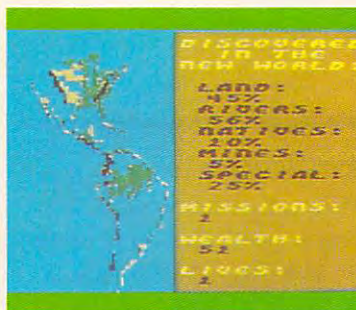 DISCOVERED
IN THE
NEW WORLD:
LAND:
45%
RIVERS:
56%
NATIVES:
10%
MINES:
5%
SPECIAL:
25%
MISSIONS:
1
WEALTH:
52
LIVES:
1